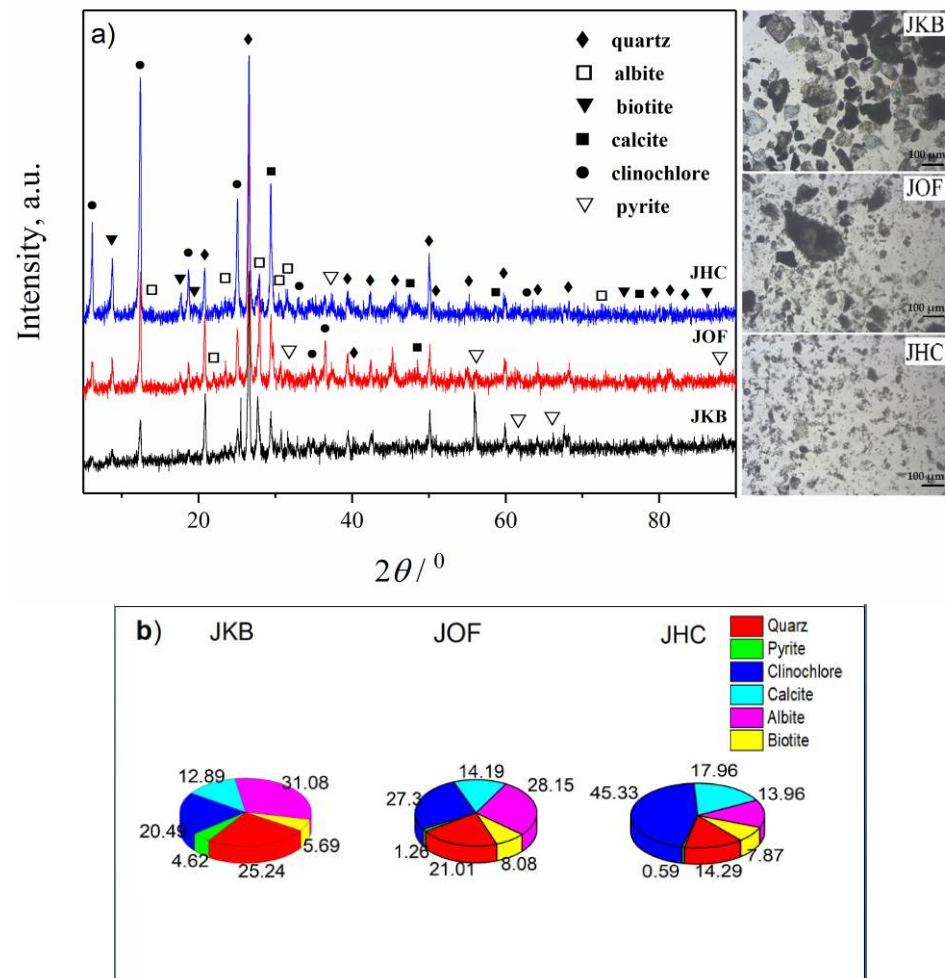 a)
quartz
albite
biotite
calcite
clinochlore
pyrite
JHC
JOF
JKB
Intensity, a.u.
20
40
60
80
2θ / ⁰
JKB
100 µm
JOF
100 µm
JHC
100 µm
b)
JKB
JOF
JHC
Quarz
Pyrite
Clinochlore
Calcite
Albite
Biotite
12.89
31.08
20.49
5.69
4.62
25.24
14.19
27.3
28.15
1.26
21.01
8.08
17.96
45.33
13.96
7.87
0.59
14.29